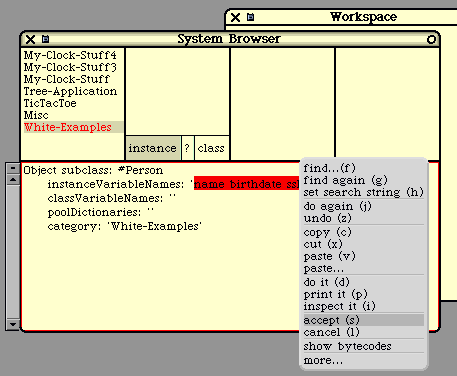 Workspace
System Browser
My-Clock-Stuff4
My-Clock-Stuff3
My-Clock-Stuff
Tree-Application
TicTacToe
Misc
White-Examples
instance ? class
Object subclass: #Person
instanceVariableNames: 'name birthdate
classVariableNames: ''
poolDictionaries: ''
category: 'White-Examples'
find...(f)
find again (g)
set search string (h)
do again (j)
undo (z)
copy (c)
cut (x)
paste (v)
paste...
do it (d)
print it (p)
inspect it (i)
accept (s)
cancel (l)
show bytecodes
more...